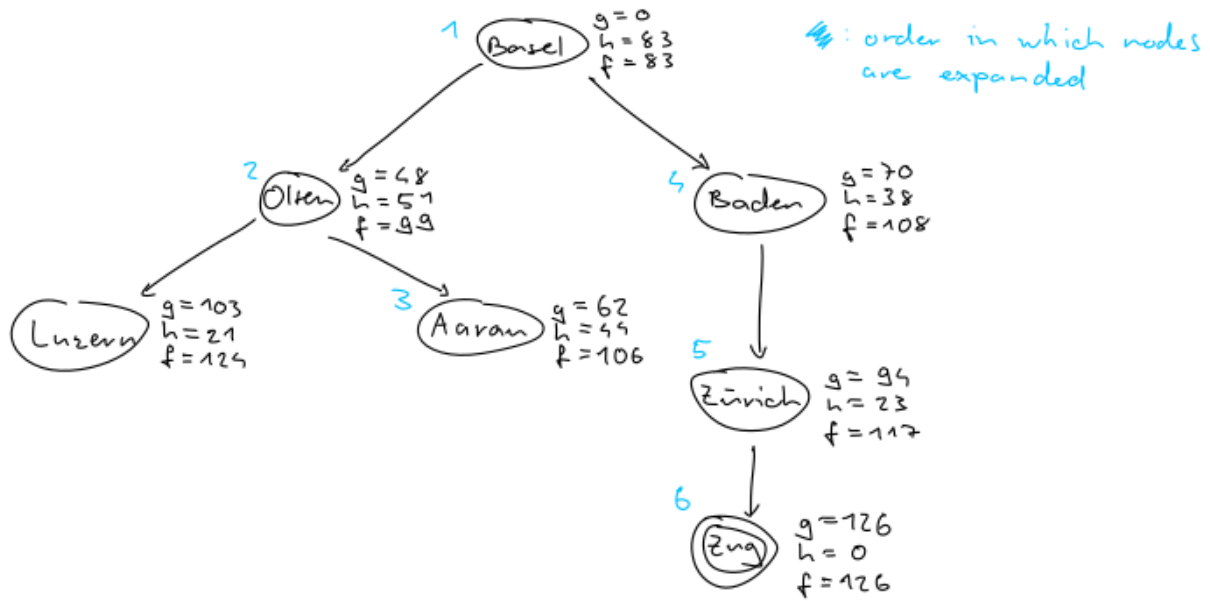 1
Basel
g=0
h=83
f=83
: order in which nodes
are expanded
2
Olten
g=48
h=51
f=99
4
Baden
g=70
h=38
f=108
Luzern
g=103
h=21
f=124
3
Aarau
g=62
h=44
f=106
5
Zürich
g=94
h=23
f=117
6
Zug
g=126
h=0
f=126